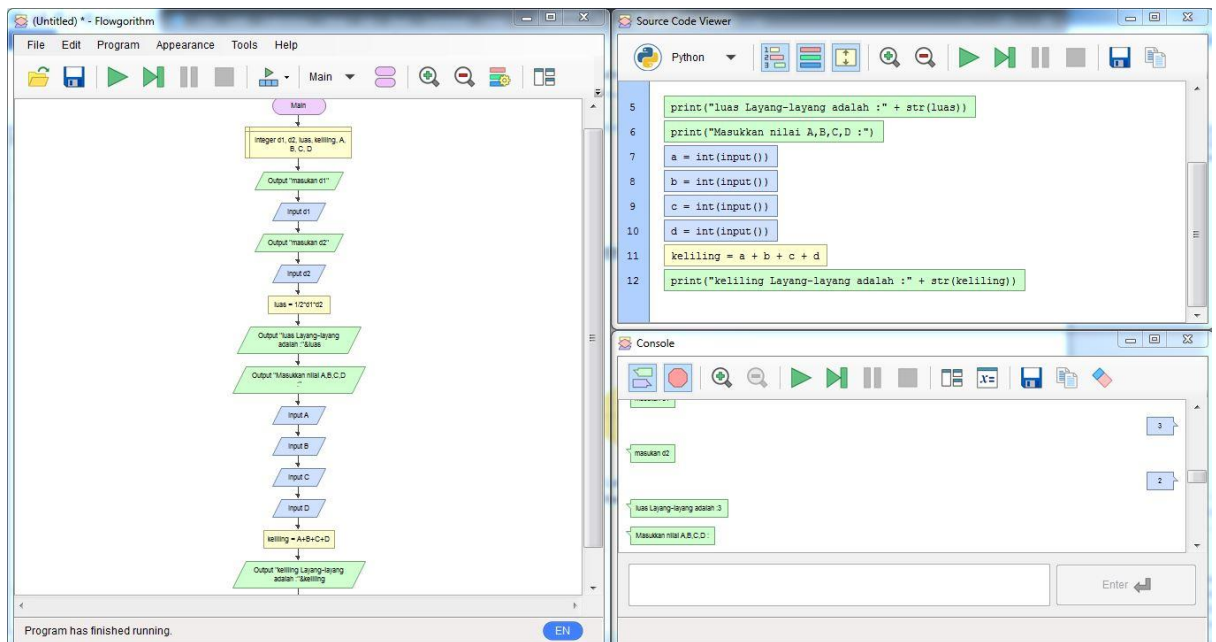 (Untitled) * - Flowgorithm
File Edit Program Appearance Tools Help
Main
Main
Integer d1, d2, luas, keliling, A,
B, C, D
Output "masukan d1"
Input d1
Output "masukan d2"
Input d2
luas = 1/2*d1*d2
Output "luas Layang-layang
adalah :"&luas
Output "Masukkan nilai A,B,C,D
:"
Input A
Input B
Input C
Input D
keliling = A+B+C+D
Output "keliling Layang-layang
adalah :"&keliling
Program has finished running.
EN
Source Code Viewer
Python
5 print("luas Layang-layang adalah :" + str(luas))
6 print("Masukkan nilai A,B,C,D :")
7 a = int(input())
8 b = int(input())
9 c = int(input())
10 d = int(input())
11 keliling = a + b + c + d
12 print("keliling Layang-layang adalah :" + str(keliling))
Console
3
masukan d2
2
luas Layang-layang adalah :3
Masukkan nilai A,B,C,D :
Enter